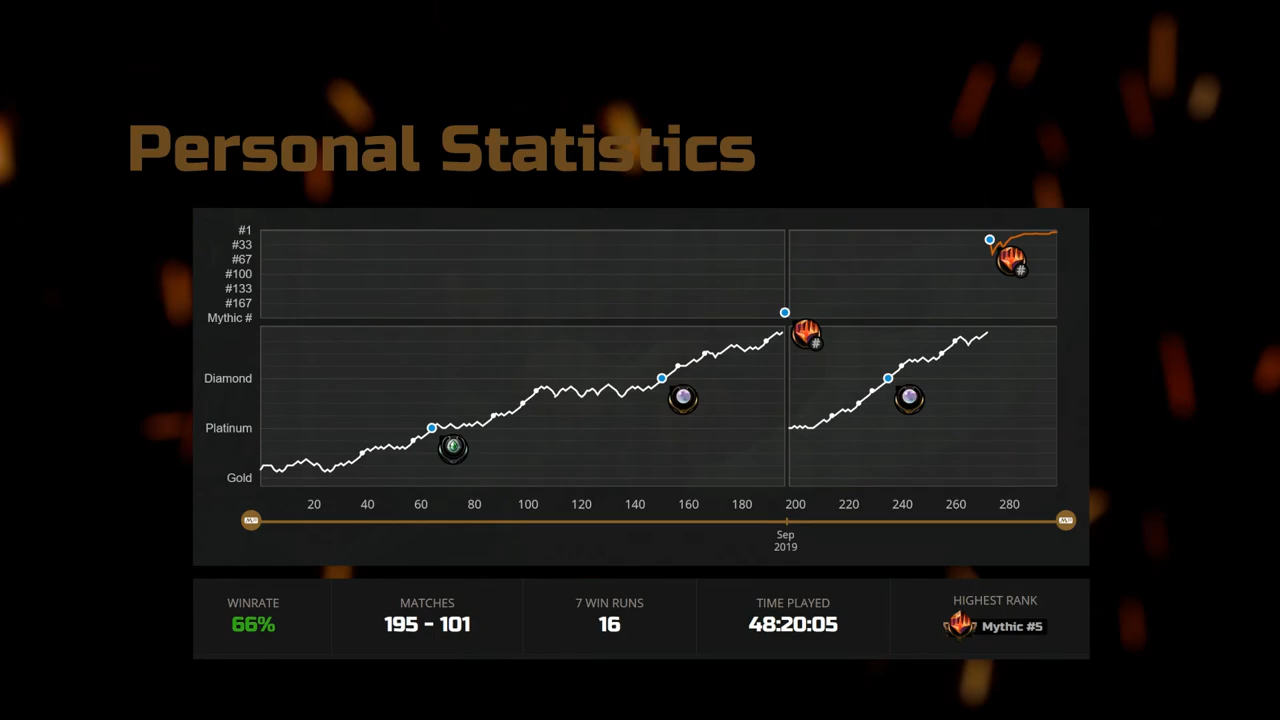 Personal Statistics
#1
#33
#67
#100
#133
#167
Mythic #
Diamond
Platinum
Gold
20 40 60 80 100 120 140 160 180 200 220 240 260 280
Sep
2019
WINRATE MATCHES 7 WIN RUNS TIME PLAYED HIGHEST RANK
66% 195 - 101 16 48:20:05 Mythic #5